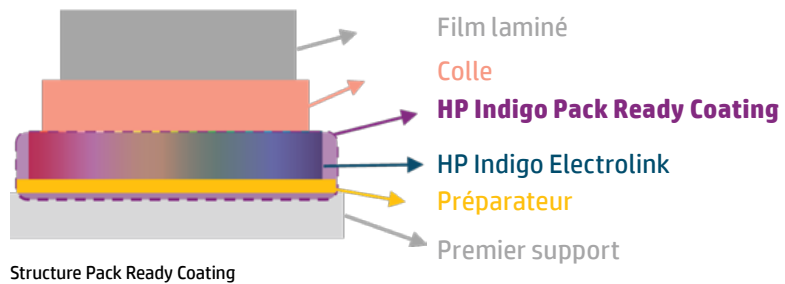 Film laminé
Colle
HP Indigo Pack Ready Coating
HP Indigo Electrolink
Préparateur
Premier support
Structure Pack Ready Coating